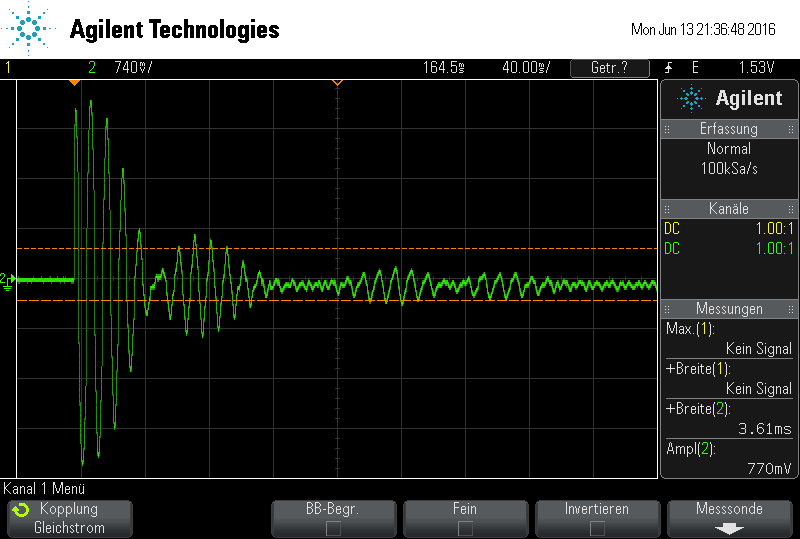 Agilent Technologies
Mon Jun 13 21:36:48 2016
1 2 740mV/ 164.5ms 40.00ms/ Getr.? E 1.53V
Agilent
Erfassung
Normal
100kSa/s
Kanäle
DC 1.00:1
DC 1.00:1
2
Messungen
Max.(1):
Kein Signal
+Breite(1):
Kein Signal
+Breite(2):
3.61ms
Ampl(2):
770mV
Kanal 1 Menü
Kopplung
Gleichstrom
BB-Begr.
Fein
Invertieren
Messsonde